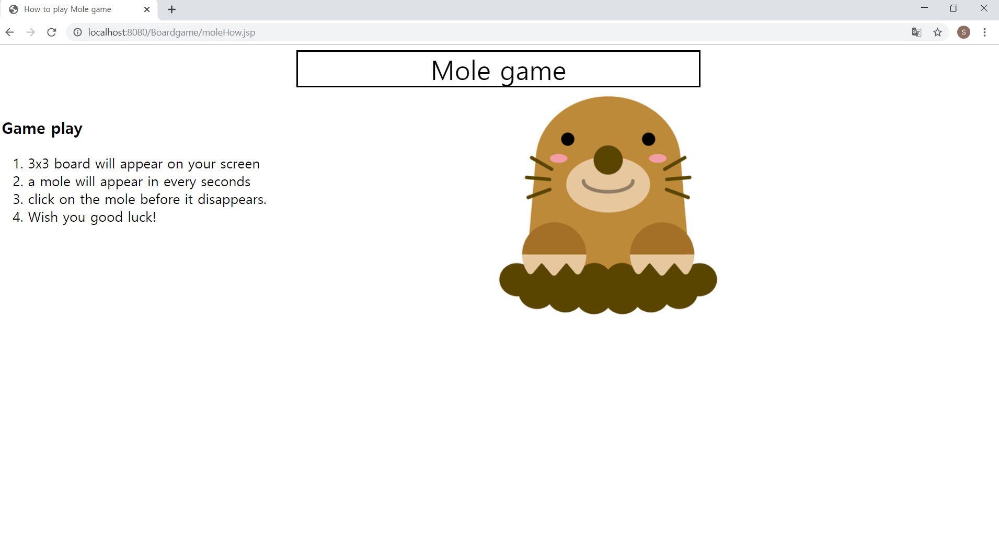 How to play Mole game
localhost:8080/Boardgame/moleHow.jsp
S
Mole game
Game play
1. 3x3 board will appear on your screen
2. a mole will appear in every seconds
3. click on the mole before it disappears.
4. Wish you good luck!